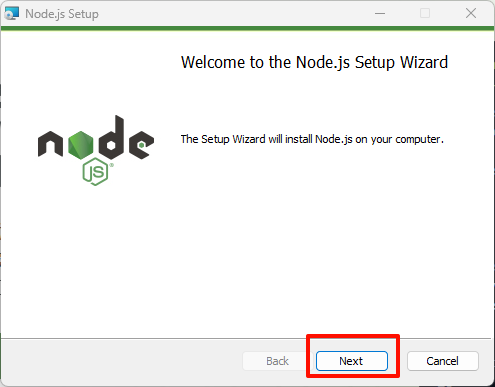 Node.js Setup
Welcome to the Node.js Setup Wizard
The Setup Wizard will install Node.js on your computer.
node
JS®
Back
Next
Cancel